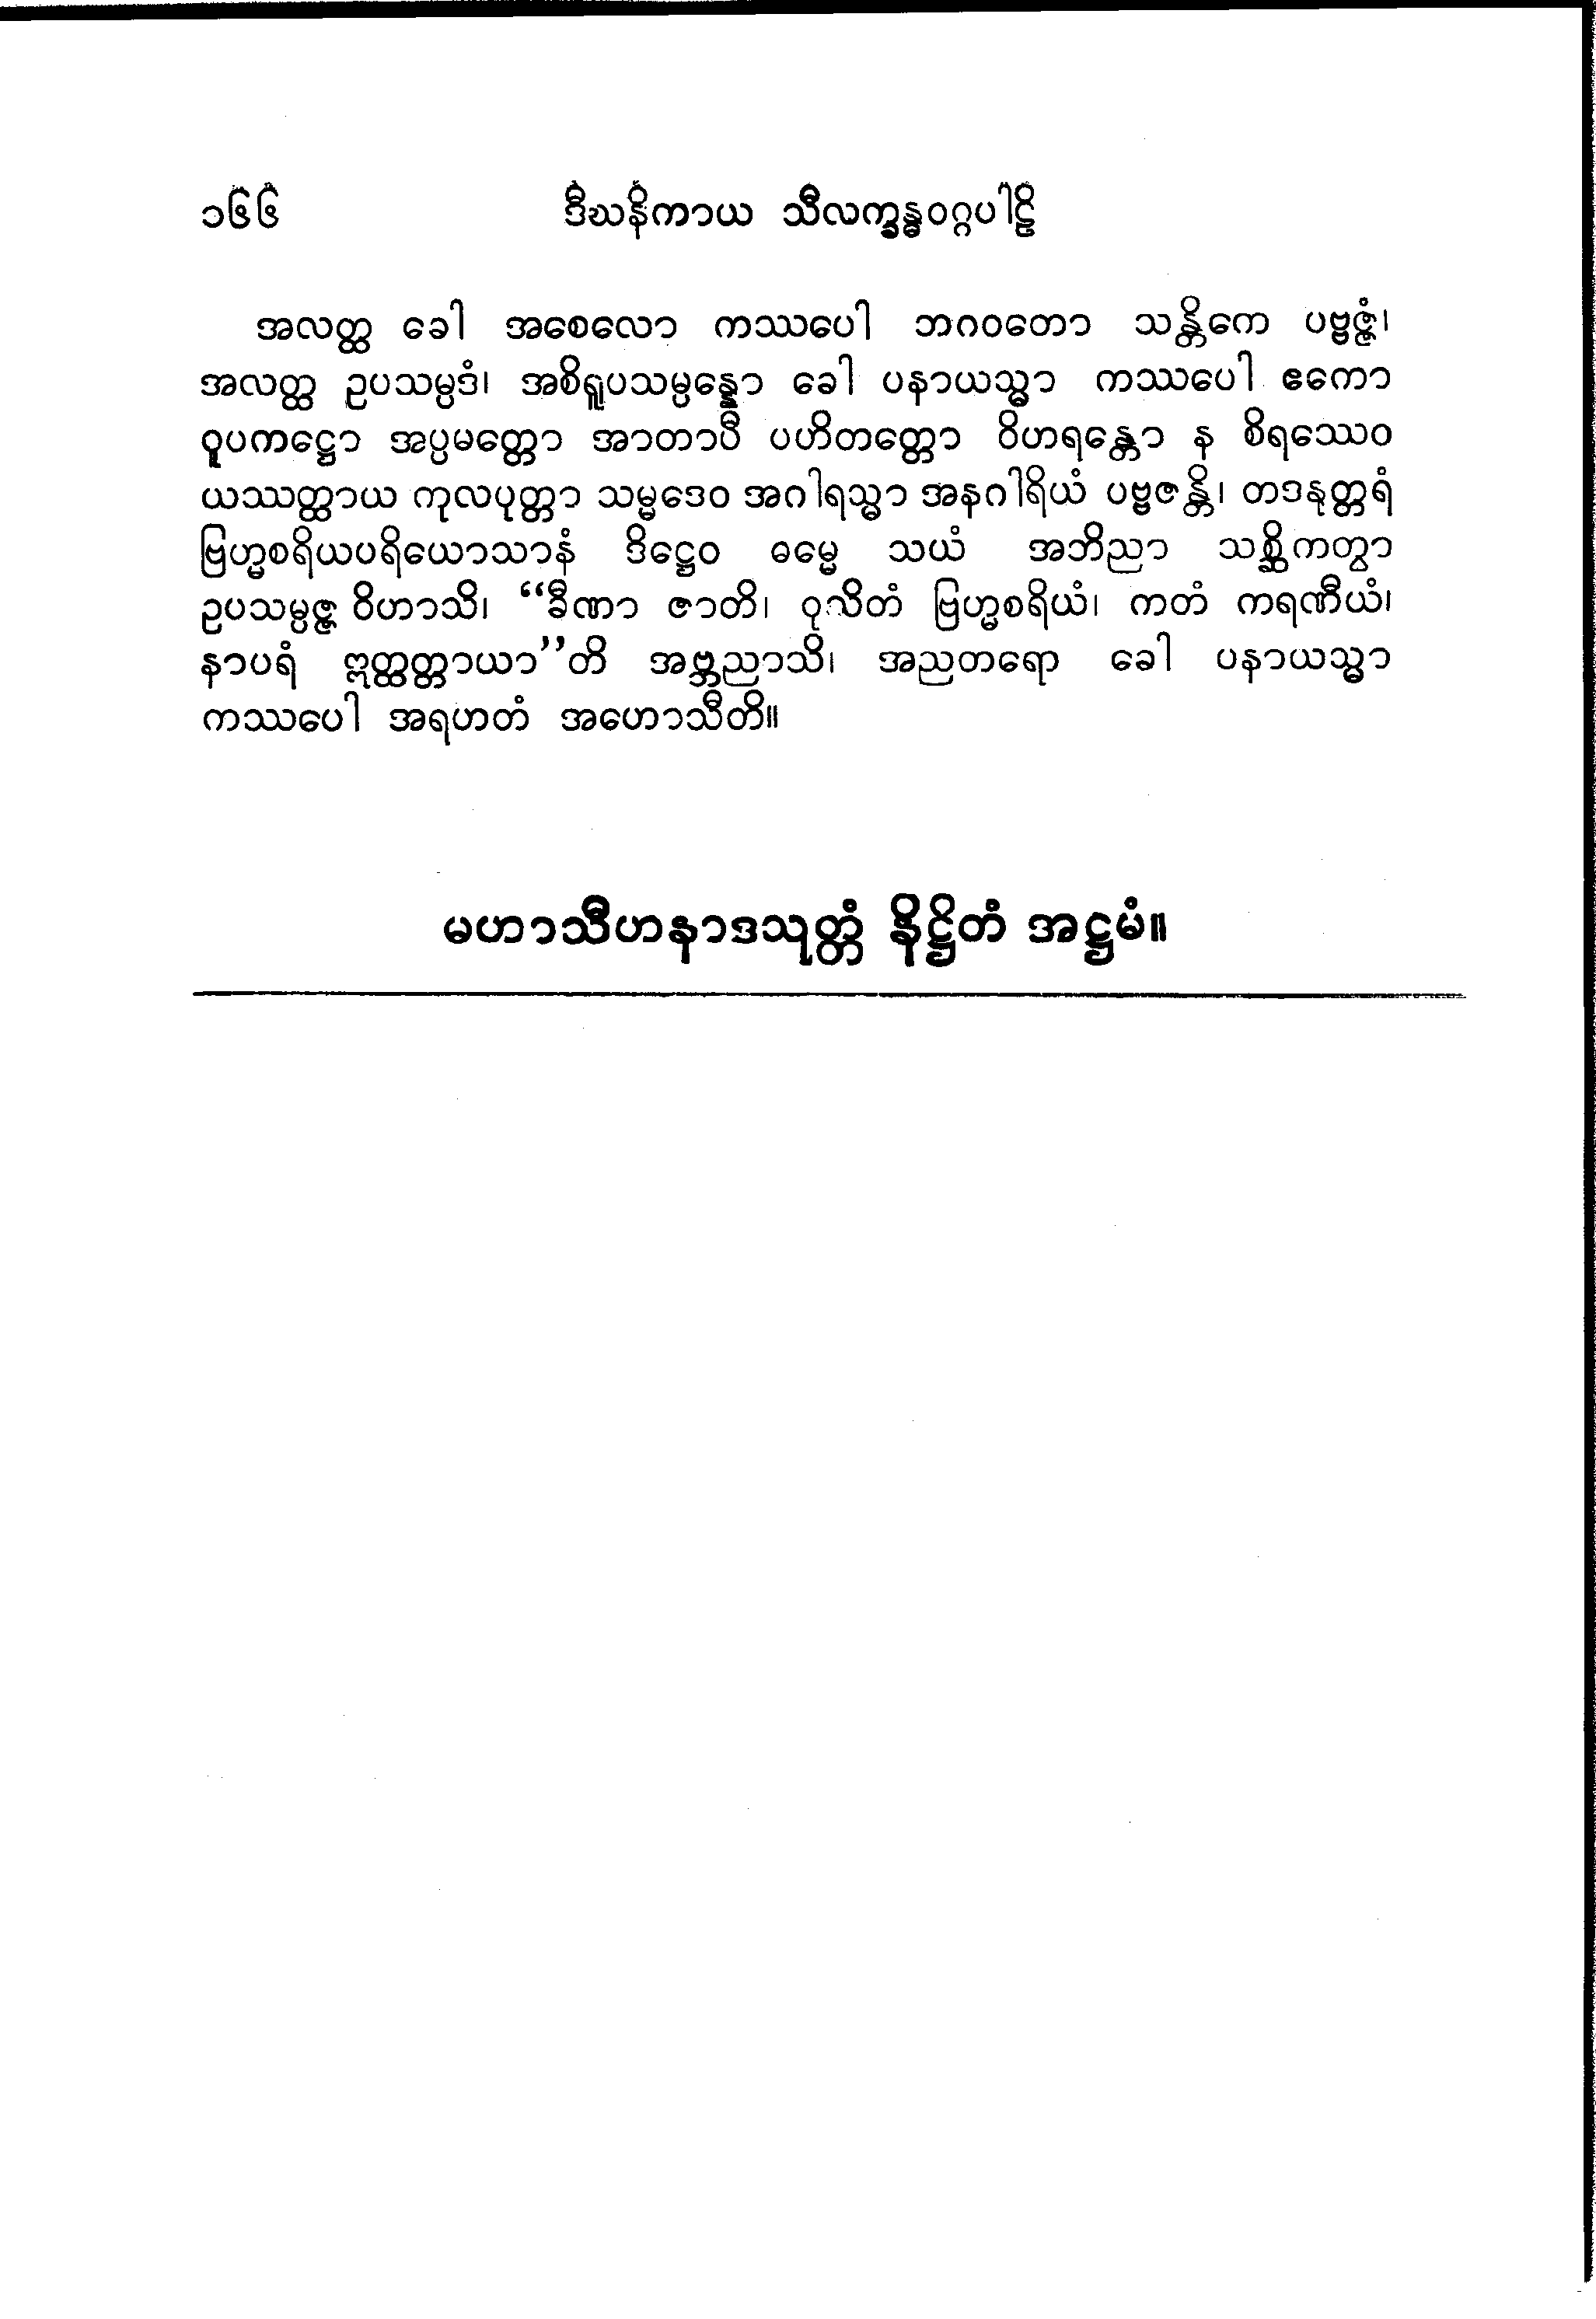 ၁၆၆ ဒီဃနိကာယ သီလက္ခန္ဓဝဂ္ဂပါဠိ
အလတ္ထ ခေါ အစေလော ကဿပေါ ဘဂဝတော သန္တိကေ ပဗ္ဗဇ္ဇံ၊
အလတ္ထ ဥပသမ္ပဒံ၊ အစိရူပသမ္ပန္နော ခေါ ပနာယသ္မာ ကဿပေါ ဧကော
ဝူပကဋ္ဌော အပ္ပမတ္တော အာတာပီ ပဟိတတ္တော ဝိဟရန္တော န စိရဿေဝ
ယဿတ္ထာယ ကုလပုတ္တာ သမ္မဒေဝ အဂါရသ္မာ အနဂါရိယံ ပဗ္ဗဇန္တိ၊ တဒနုတ္တရံ
ဗြဟ္မစရိယပရိယောသာနံ ဒိဋ္ဌေဝ ဓမ္မေ သယံ အဘိညာ သစ္ဆိကတွာ
ဥပသမ္ပဇ္ဇ ဝိဟာသိ၊ “ခီဏာ ဇာတိ၊ ဝုသိတံ ဗြဟ္မစရိယံ၊ ကတံ ကရဏီယံ၊
နာပရံ ဣတ္ထတ္တာယာ’’တိ အဗ္ဘညာသိ၊ အညတရော ခေါ ပနာယသ္မာ
ကဿပေါ အရဟတံ အဟောသီတိ။
မဟာသီဟနာဒသုတ္တံ နိဋ္ဌိတံ အဋ္ဌမံ။